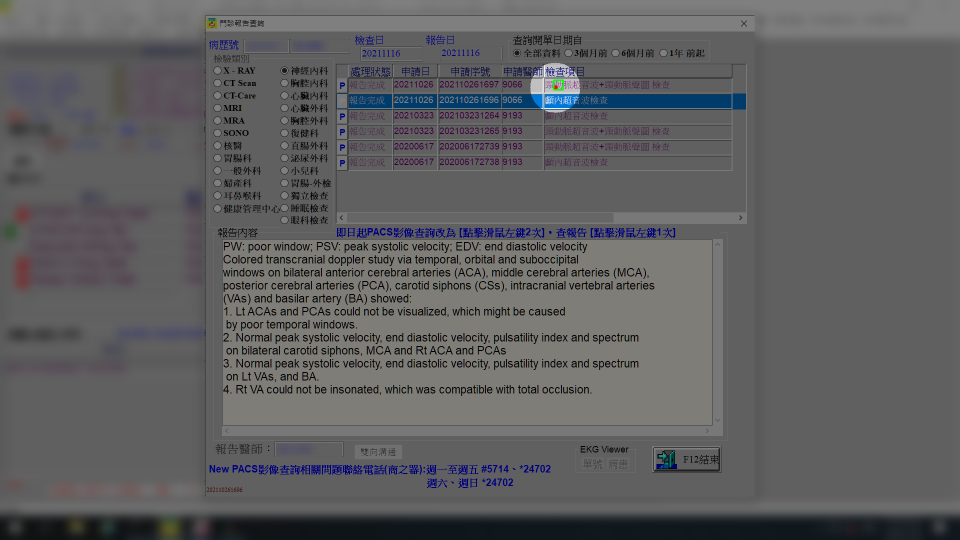 門診報告查詢
病歷號
檢查日 報告日
20211116 20211116
查詢開單日期自
全部資料 3個月前 6個月前 1年 前起
檢驗類別
X - RAY 神經內科
CT Scan 胸腔內科
CT-Care 心臟內科
MRI 心臟外科
MRA 胸腔外科
SONO 復健科
核醫 直腸外科
胃腸科 泌尿外科
一般外科 小兒科
婦產科 胃腸-外檢
耳鼻喉科 獨立檢查
健康管理中心 睡眠檢查
眼科檢查
處理狀態 申請日 申請序號 申請醫師 檢查項目
P 報告完成 20211026 202110261697 9066 頸動脈超音波+頸動脈聲圖 檢查
報告完成 20211026 202110261696 9066 顱內超音波檢查
P 報告完成 20210323 202103231264 9193 顱內超音波檢查
P 報告完成 20210323 202103231265 9193 頸動脈超音波+頸動脈聲圖 檢查
P 報告完成 20200617 202006172739 9193 頸動脈超音波+頸動脈聲圖 檢查
P 報告完成 20200617 202006172738 9193 顱內超音波檢查
報告內容
即日起PACS影像查詢改為 [點擊滑鼠左鍵2次]，查報告 [點擊滑鼠左鍵1次]
PW: poor window; PSV: peak systolic velocity; EDV: end diastolic velocity
Colored transcranial doppler study via temporal, orbital and suboccipital
windows on bilateral anterior cerebral arteries (ACA), middle cerebral arteries (MCA),
posterior cerebral arteries (PCA), carotid siphons (CSs), intracranial vertebral arteries
(VAs) and basilar artery (BA) showed:
1. Lt ACAs and PCAs could not be visualized, which might be caused
by poor temporal windows.
2. Normal peak systolic velocity, end diastolic velocity, pulsatility index and spectrum
on bilateral carotid siphons, MCA and Rt ACA and PCAs
3. Normal peak systolic velocity, end diastolic velocity, pulsatility index and spectrum
on Lt VAs, and BA.
4. Rt VA could not be insonated, which was compatible with total occlusion.
報告醫師：
雙向溝通
EKG Viewer
單號 病患
F12結束
New PACS影像查詢相關問題聯絡電話(商之器):週一至週五 #5714、*24702
週六、週日 *24702
202110261696